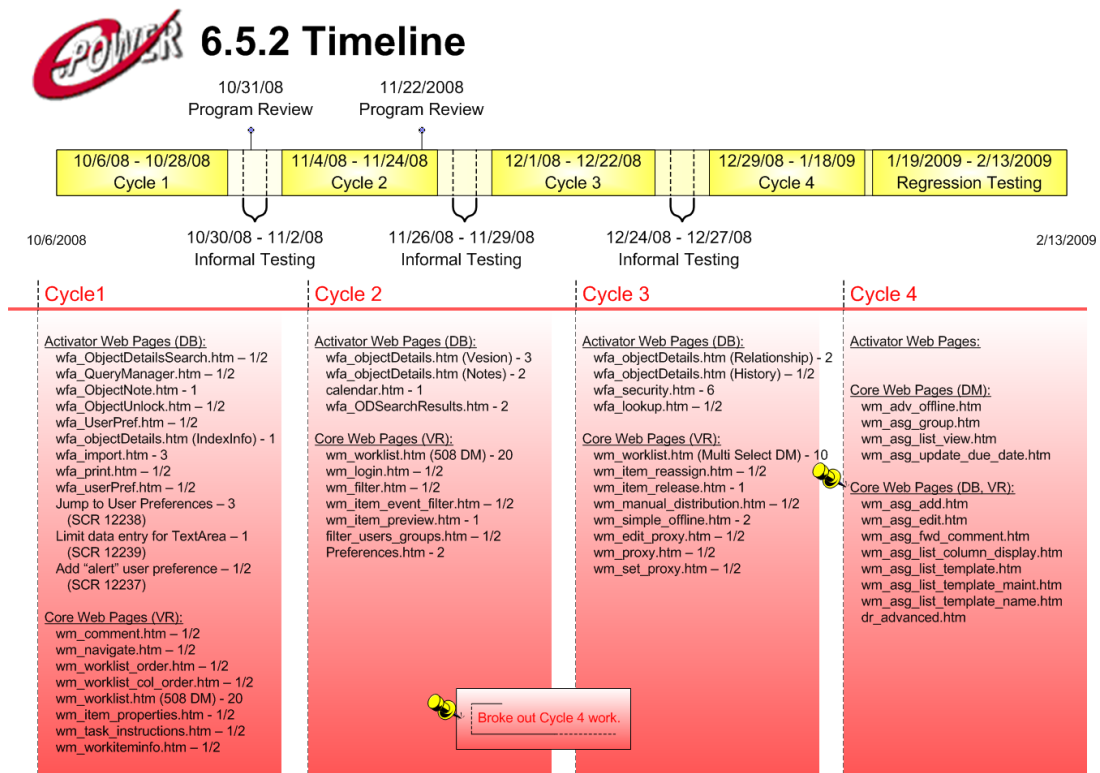 e.POWER
6.5.2 Timeline
10/31/08
Program Review
11/22/2008
Program Review
10/6/08 - 10/28/08
Cycle 1
11/4/08 - 11/24/08
Cycle 2
12/1/08 - 12/22/08
Cycle 3
12/29/08 - 1/18/09
Cycle 4
1/19/2009 - 2/13/2009
Regression Testing
10/6/2008
10/30/08 - 11/2/08
Informal Testing
11/26/08 - 11/29/08
Informal Testing
12/24/08 - 12/27/08
Informal Testing
2/13/2009
Cycle1
Activator Web Pages (DB):
wfa_ObjectDetailsSearch.htm – 1/2
wfa_QueryManager.htm – 1/2
wfa_ObjectNote.htm - 1
wfa_ObjectUnlock.htm – 1/2
wfa_UserPref.htm – 1/2
wfa_objectDetails.htm (IndexInfo) - 1
wfa_import.htm - 3
wfa_print.htm – 1/2
wfa_userPref.htm – 1/2
Jump to User Preferences – 3
(SCR 12238)
Limit data entry for TextArea – 1
(SCR 12239)
Add “alert” user preference – 1/2
(SCR 12237)
Core Web Pages (VR):
wm_comment.htm – 1/2
wm_navigate.htm – 1/2
wm_worklist_order.htm – 1/2
wm_worklist_col_order.htm – 1/2
wm_worklist.htm (508 DM) - 20
wm_item_properties.htm - 1/2
wm_task_instructions.htm – 1/2
wm_workiteminfo.htm – 1/2
Cycle 2
Activator Web Pages (DB):
wfa_objectDetails.htm (Vesion) - 3
wfa_objectDetails.htm (Notes) - 2
calendar.htm - 1
wfa_ODSearchResults.htm - 2
Core Web Pages (VR):
wm_worklist.htm (508 DM) - 20
wm_login.htm – 1/2
wm_filter.htm – 1/2
wm_item_event_filter.htm – 1/2
wm_item_preview.htm - 1
filter_users_groups.htm – 1/2
Preferences.htm - 2
Broke out Cycle 4 work.
Cycle 3
Activator Web Pages (DB):
wfa_objectDetails.htm (Relationship) - 2
wfa_objectDetails.htm (History) – 1/2
wfa_security.htm - 6
wfa_lookup.htm – 1/2
Core Web Pages (VR):
wm_worklist.htm (Multi Select DM) - 10
wm_item_reassign.htm – 1/2
wm_item_release.htm - 1
wm_manual_distribution.htm – 1/2
wm_simple_offline.htm - 2
wm_edit_proxy.htm – 1/2
wm_proxy.htm – 1/2
wm_set_proxy.htm – 1/2
Cycle 4
Activator Web Pages:
Core Web Pages (DM):
wm_adv_offline.htm
wm_asg_group.htm
wm_asg_list_view.htm
wm_asg_update_due_date.htm
Core Web Pages (DB, VR):
wm_asg_add.htm
wm_asg_edit.htm
wm_asg_fwd_comment.htm
wm_asg_list_column_display.htm
wm_asg_list_template.htm
wm_asg_list_template_maint.htm
wm_asg_list_template_name.htm
dr_advanced.htm